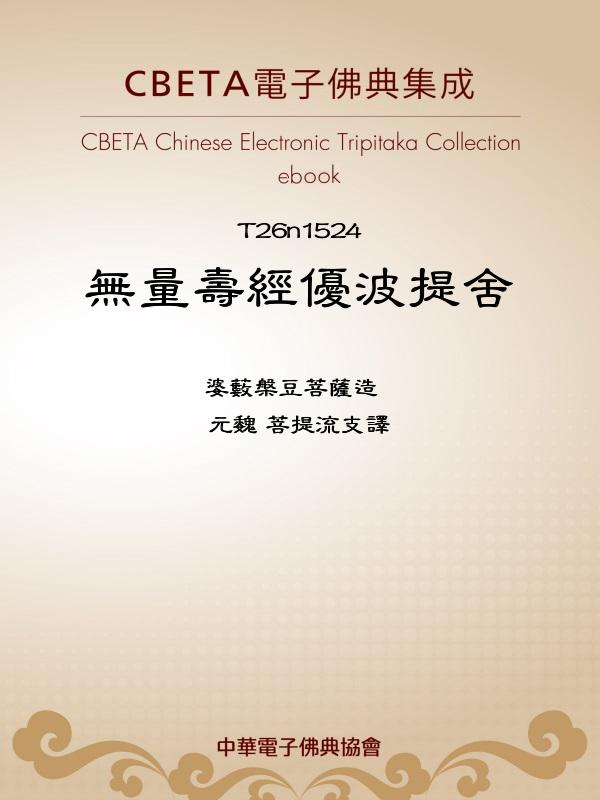 CBETA電子佛典集成
CBETA Chinese Electronic Tripitaka Collection
ebook
T26n1524
無量壽經優波提舍
婆藪槃豆菩薩造
元魏 菩提流支譯
中華電子佛典協會